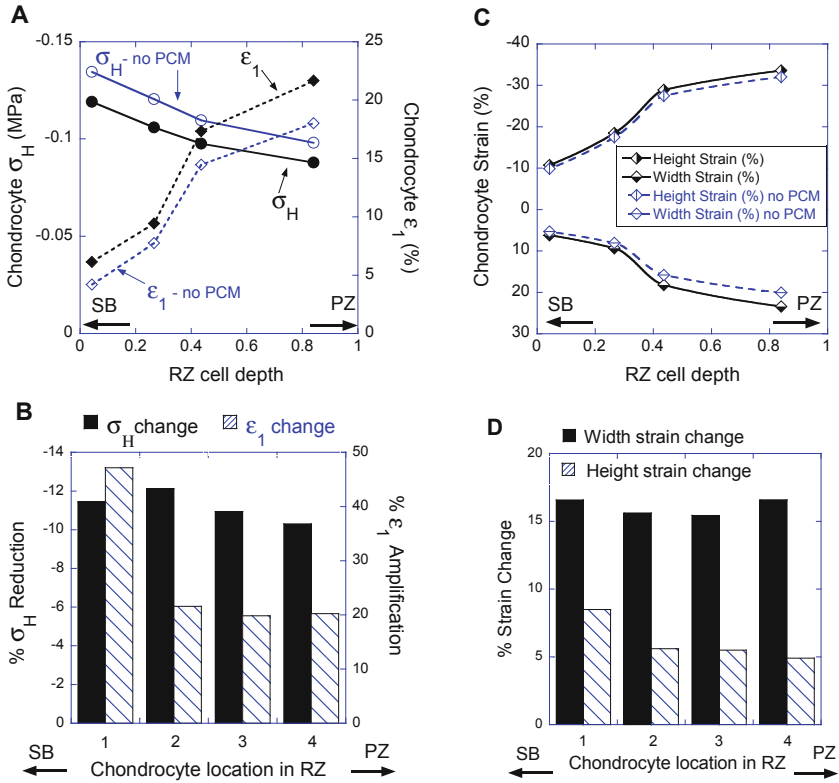 A
-0.15
-0.1
-0.05
0
25
20
15
10
5
0
σH - no PCM
ε1
σH
ε1 - no PCM
SB
PZ
0
0.2
0.4
0.6
0.8
1
RZ cell depth
Chondrocyte σH (MPa)
Chondrocyte ε1 (%)
C
-40
-30
-20
-10
0
10
20
30
Height Strain (%)
Width Strain (%)
Height Strain (%) no PCM
Width Strain (%) no PCM
SB
PZ
0
0.2
0.4
0.6
0.8
1
RZ cell depth
Chondrocyte Strain (%)
B
σH change
ε1 change
-14
-12
-10
-8
-6
-4
-2
0
50
40
30
20
10
0
% σH Reduction
% ε1 Amplification
1
2
3
4
SB
PZ
Chondrocyte location in RZ
D
Width strain change
Height strain change
20
15
10
5
0
% Strain Change
1
2
3
4
SB
PZ
Chondrocyte location in RZ